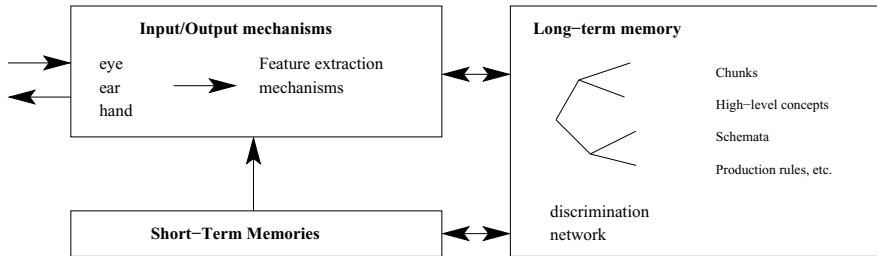 Input/Output mechanisms
eye
ear
hand
Feature extraction
mechanisms
Short−Term Memories
Long−term memory
Chunks
High−level concepts
Schemata
Production rules, etc.
discrimination
network